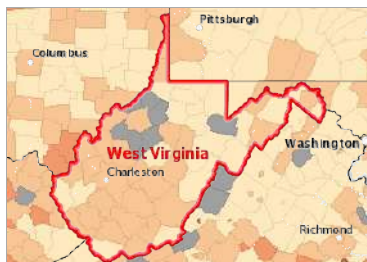 Pittsburgh
Columbus
West Virginia
Washington
Charleston
Richmond